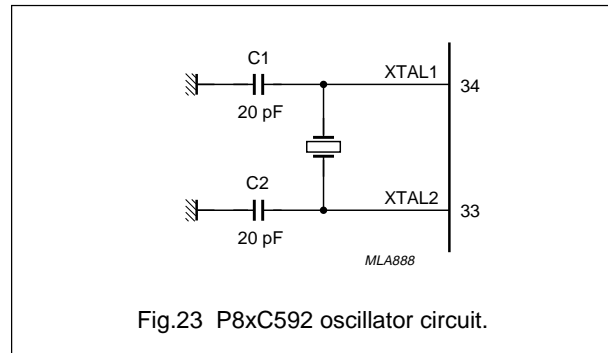 C1
XTAL1
34
20 pF
C2
XTAL2
33
20 pF
MLA888
Fig.23 P8xC592 oscillator circuit.